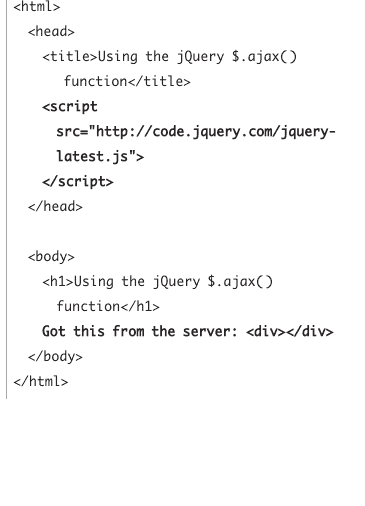 <html>
<head>
<title>Using the jQuery $.ajax()
function</title>
<script
src="http://code.jquery.com/jquery-
latest.js">
</script>
</head>
<body>
<h1>Using the jQuery $.ajax()
function</h1>
Got this from the server: <div></div>
</body>
</html>